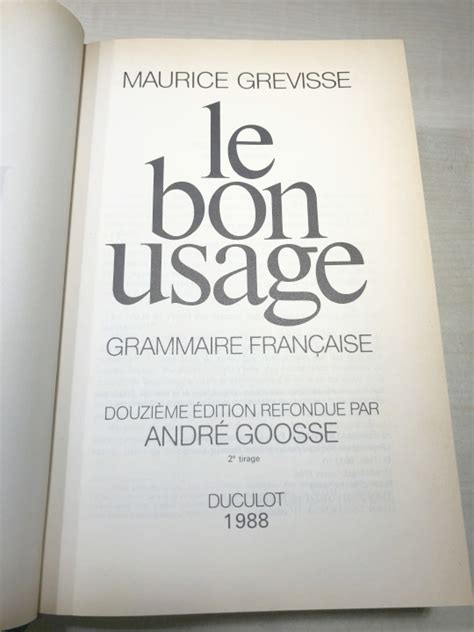 MAURICE GREVISSE
le
bon
usage
GRAMMAIRE FRANÇAISE
DOUZIÈME ÉDITION REFONDUE PAR
ANDRÉ GOOSSE
2e tirage
DUCULOT
1988